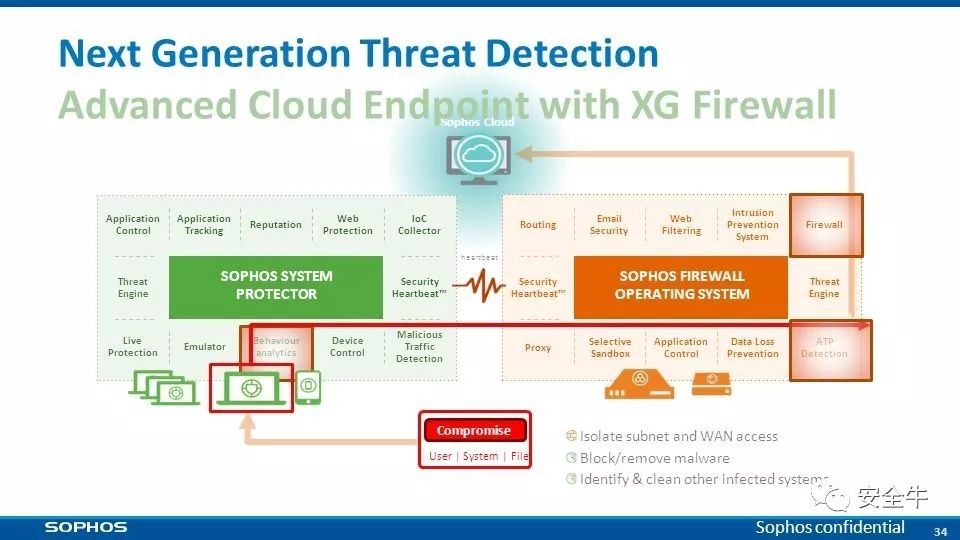 Next Generation Threat Detection
Advanced Cloud Endpoint with XG Firewall
Sophos Cloud
Application
Control
Application
Tracking
Reputation
Web
Protection
IoC
Collector
Threat
Engine
SOPHOS SYSTEM
PROTECTOR
Security
Heartbeat™
Live
Protection
Emulator
Behaviour
analytics
Device
Control
Malicious
Traffic
Detection
heartbeat
Routing
Email
Security
Web
Filtering
Intrusion
Prevention
System
Firewall
Security
Heartbeat™
SOPHOS FIREWALL
OPERATING SYSTEM
Threat
Engine
Proxy
Selective
Sandbox
Application
Control
Data Loss
Prevention
ATP
Detection
Compromise
User | System | File
Isolate subnet and WAN access
Block/remove malware
Identify & clean other infected systems
安全牛
SOPHOS
Sophos confidential
34